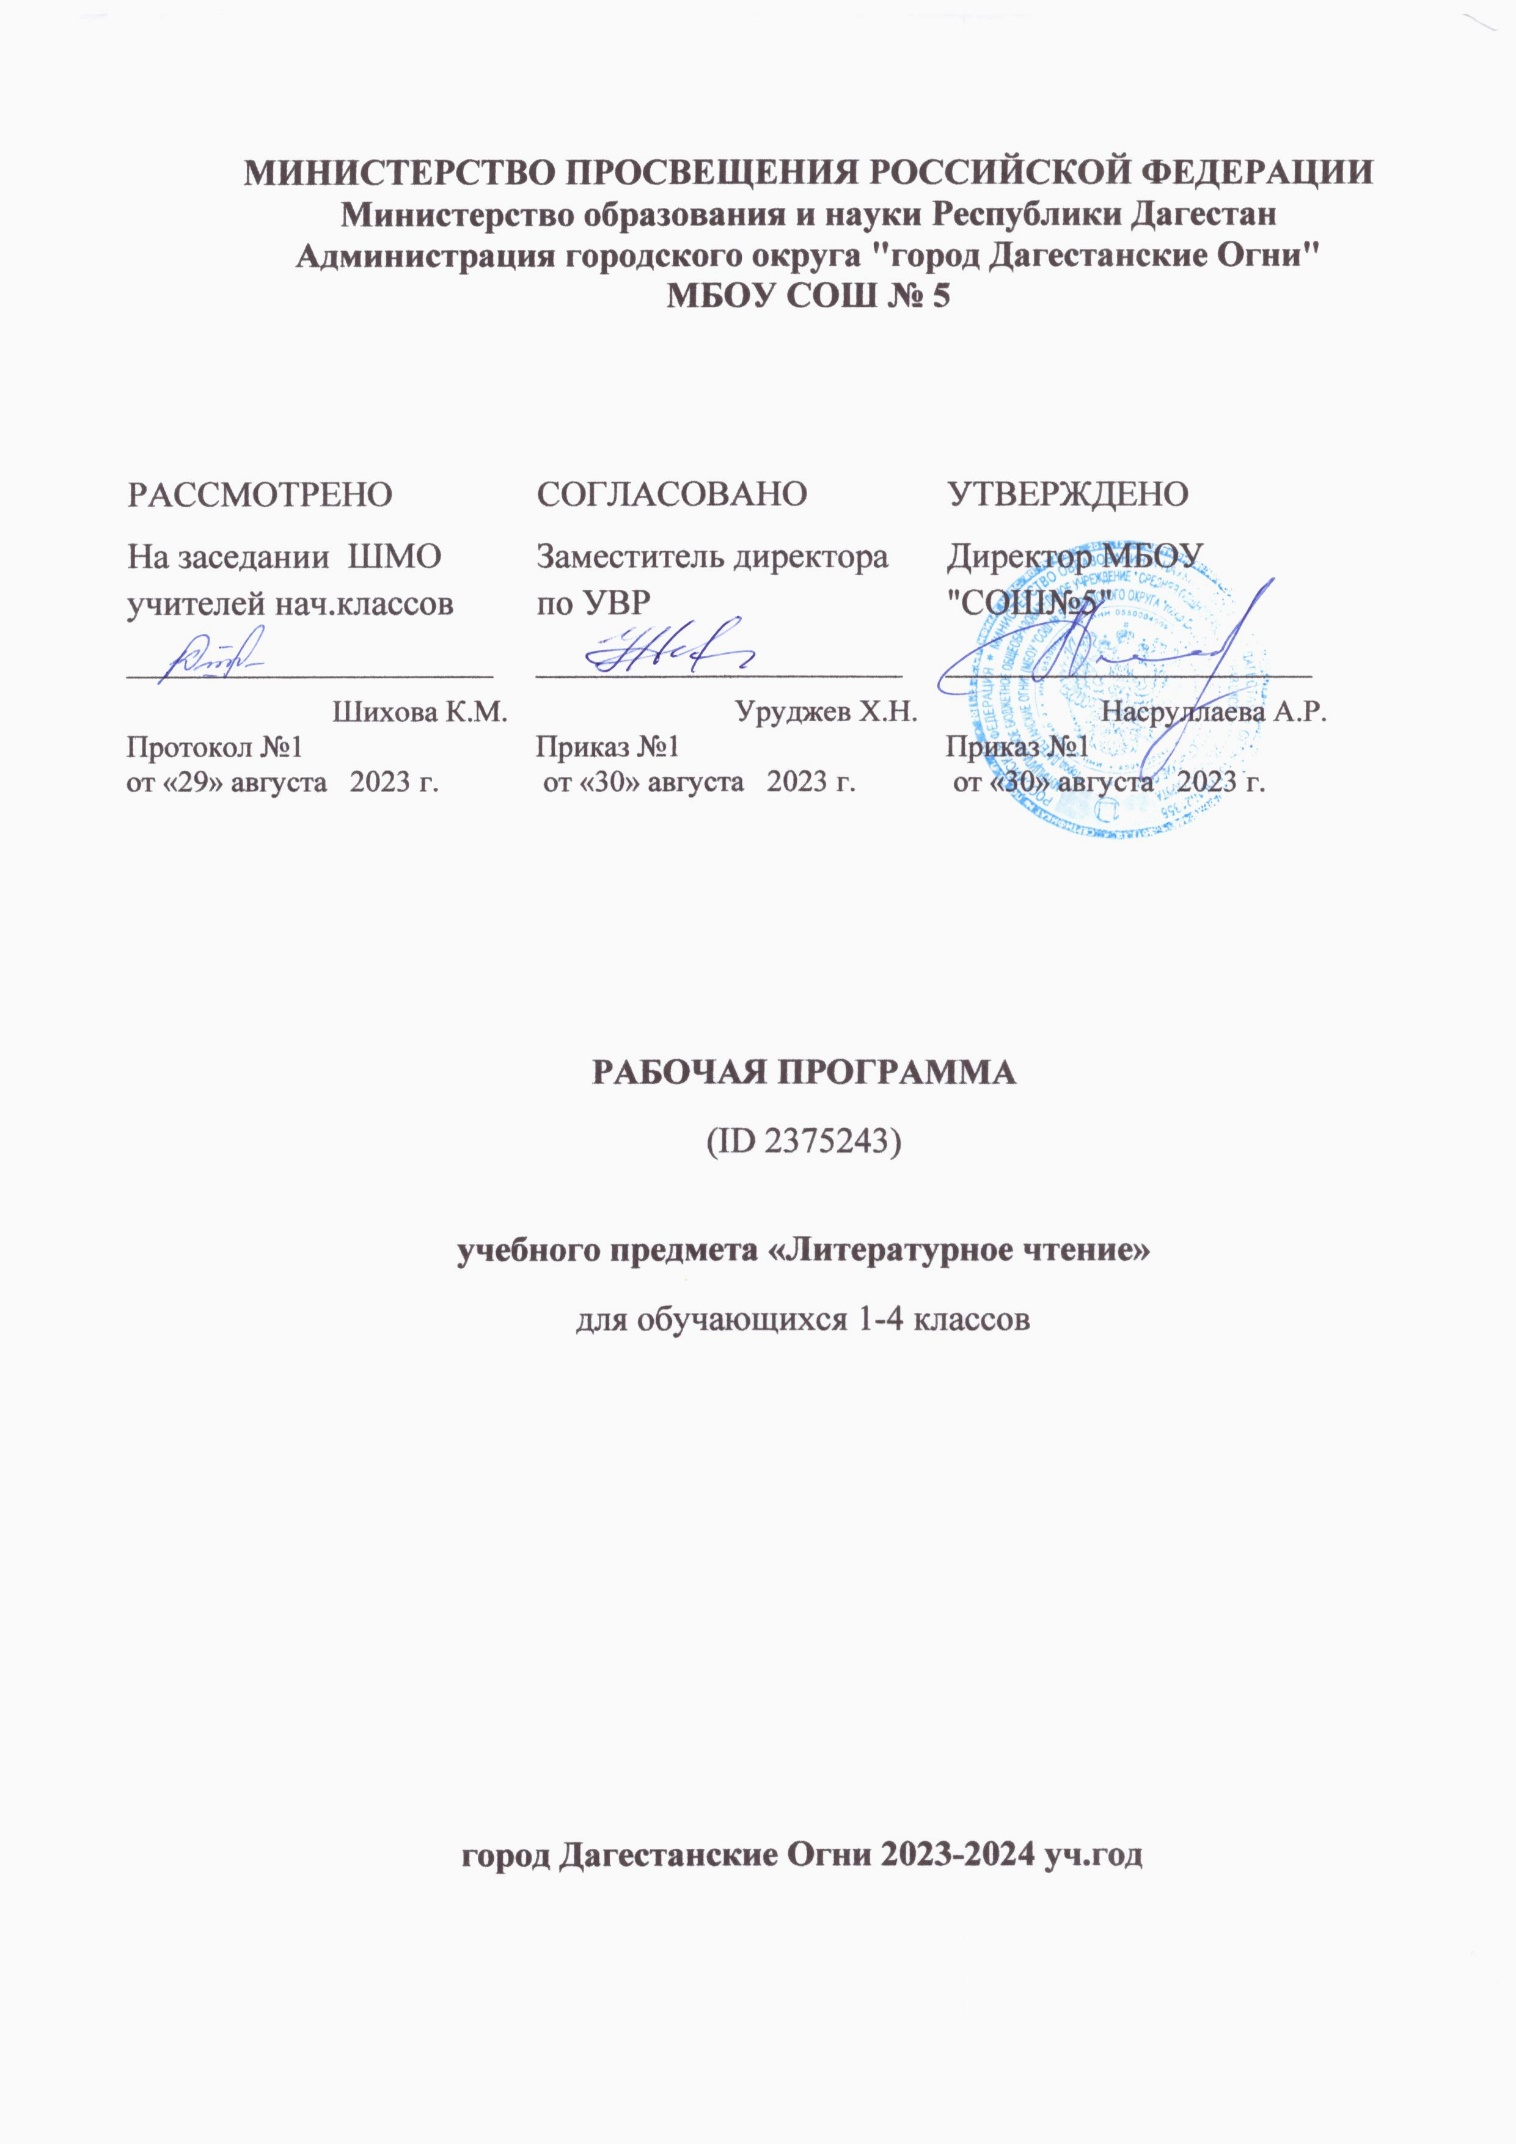 МИНИСТЕРСТВО ПРОСВЕЩЕНИЯ РОССИЙСКОЙ ФЕДЕРАЦИИ
Министерство образования и науки Республики Дагестан
Администрация городского округа "город Дагестанские Огни"
МБОУ СОШ № 5
РАССМОТРЕНО
На заседании ШМО
учителей нач.классов
Шихова К.М.
Протокол №1
от «29» августа 2023 г.
СОГЛАСОВАНО
Заместитель директора
по УВР
Уруджев Х.Н.
Приказ №1
от «30» августа 2023 г.
УТВЕРЖДЕНО
Директор МБОУ
"СОШ№5"
Насруллаева А.Р.
Приказ №1
от «30» августа 2023 г.
РАБОЧАЯ ПРОГРАММА
(ID 2375243)
учебного предмета «Литературное чтение»
для обучающихся 1-4 классов
город Дагестанские Огни 2023-2024 уч.год